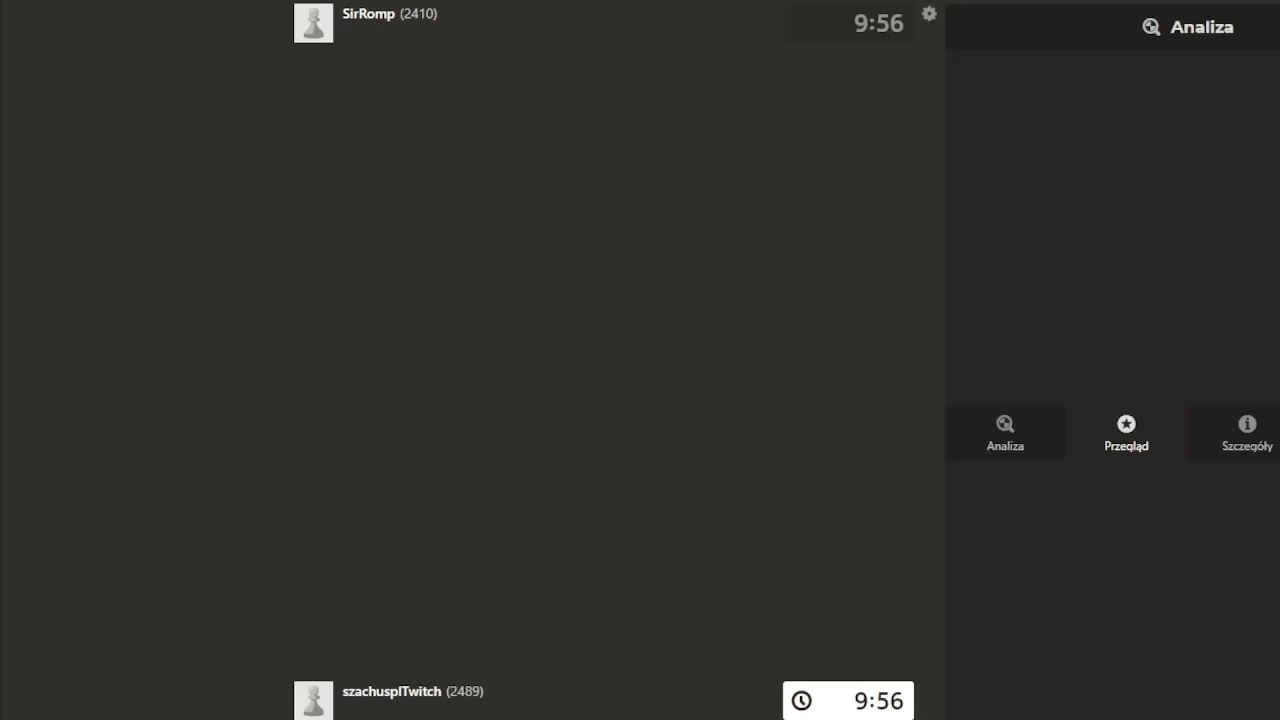 SirRomp (2410)
9:56
Analiza
Analiza
Przegląd
Szczegóły
szachusplTwitch (2489)
9:56